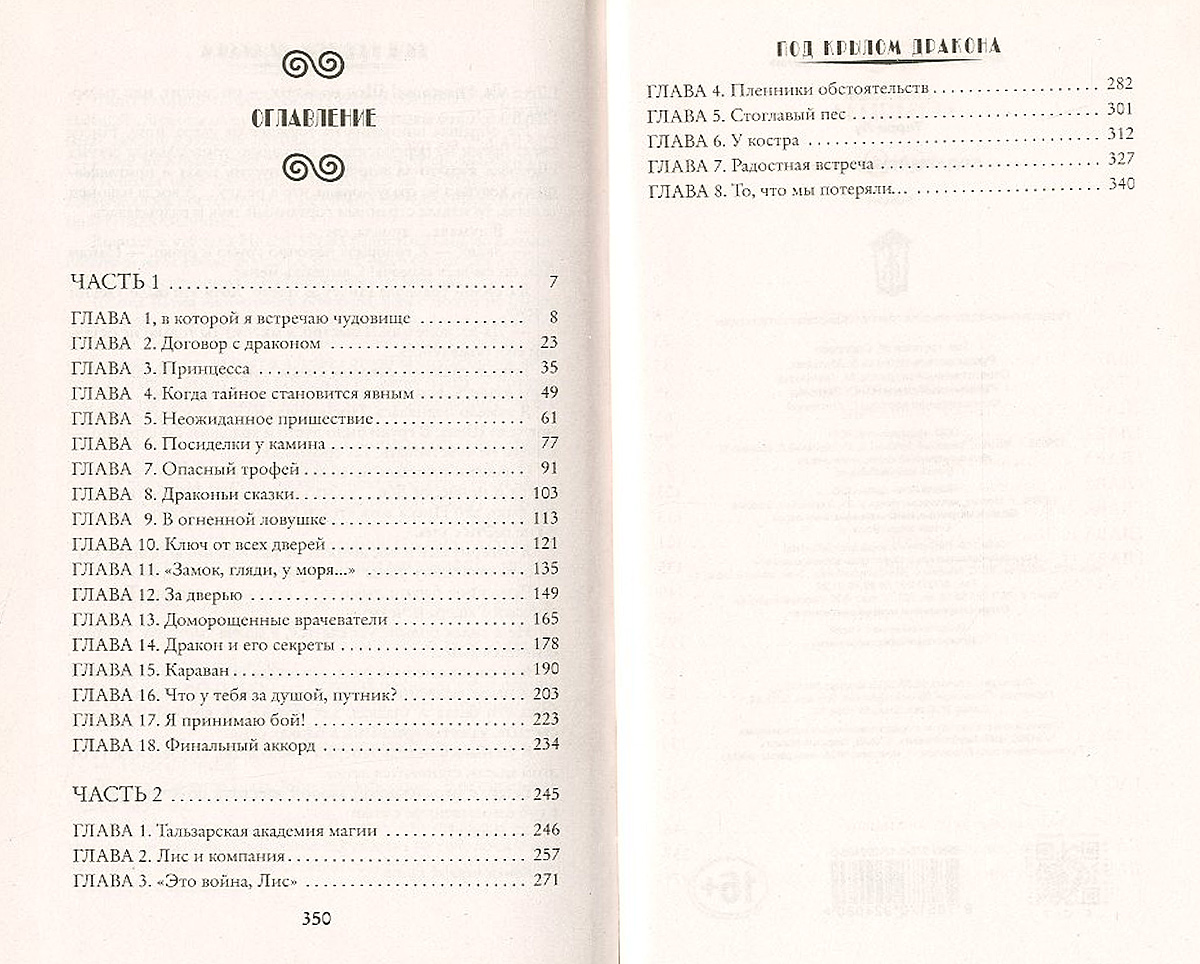 ОГЛАВЛЕНИЕ
ЧАСТЬ 1 ........ 7
ГЛАВА 1, в которой я встречаю чудовище ........ 8
ГЛАВА 2. Договор с драконом ........ 23
ГЛАВА 3. Принцесса ........ 35
ГЛАВА 4. Когда тайное становится явным ........ 49
ГЛАВА 5. Неожиданное пришествие ........ 61
ГЛАВА 6. Посиделки у камина ........ 77
ГЛАВА 7. Опасный трофей ........ 91
ГЛАВА 8. Драконьи сказки ........ 103
ГЛАВА 9. В огненной ловушке ........ 113
ГЛАВА 10. Ключ от всех дверей ........ 121
ГЛАВА 11. «Замок, гляди, у моря...» ........ 135
ГЛАВА 12. За дверью ........ 149
ГЛАВА 13. Доморощенные врачеватели ........ 165
ГЛАВА 14. Дракон и его секреты ........ 178
ГЛАВА 15. Караван ........ 190
ГЛАВА 16. Что у тебя за душой, путник? ........ 203
ГЛАВА 17. Я принимаю бой! ........ 223
ГЛАВА 18. Финальный аккорд ........ 234
ЧАСТЬ 2 ........ 245
ГЛАВА 1. Тальзарская академия магии ........ 246
ГЛАВА 2. Лис и компания ........ 257
ГЛАВА 3. «Это война, Лис» ........ 271
350
ПОД КРЫЛОМ ДРАКОНА
ГЛАВА 4. Пленники обстоятельств ........ 282
ГЛАВА 5. Стоглавый пес ........ 301
ГЛАВА 6. У костра ........ 312
ГЛАВА 7. Радостная встреча ........ 327
ГЛАВА 8. То, что мы потеряли... ........ 340